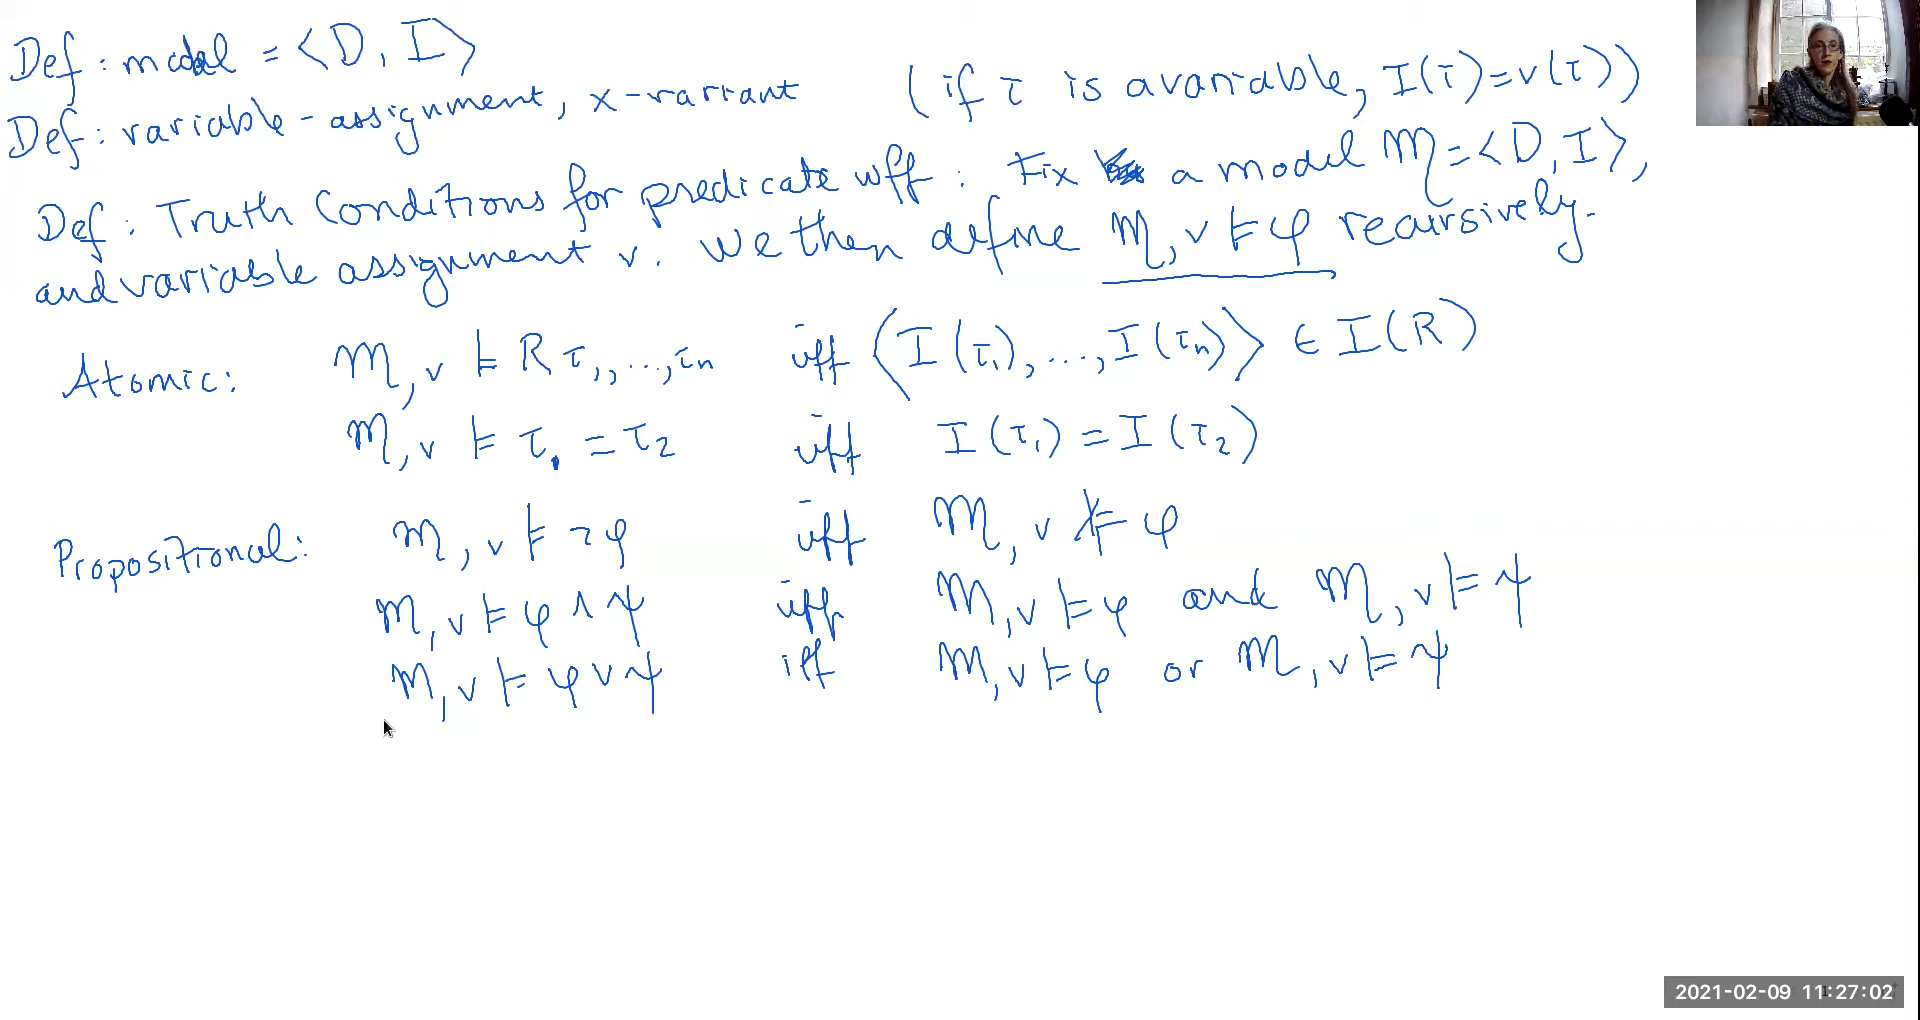 Def: model = ⟨D, I⟩
Def: variable-assignment, x-variant (if τ is a variable, I(τ)=v(τ))
Def: Truth Conditions for predicate wff: Fix a model M=⟨D, I⟩,
and variable assignment v. We then define M, v ⊨ φ recursively.
Atomic: M, v ⊨ R τ₁, ..., τₙ iff ⟨I(τ₁), ..., I(τₙ)⟩ ∈ I(R)
M, v ⊨ τ₁ = τ₂ iff I(τ₁) = I(τ₂)
Propositional: M, v ⊨ ¬φ iff M, v ⊭ φ
M, v ⊨ φ ∧ ψ iff M, v ⊨ φ and M, v ⊨ ψ
M, v ⊨ φ ∨ ψ iff M, v ⊨ φ or M, v ⊨ ψ
2021-02-09 11:27:02